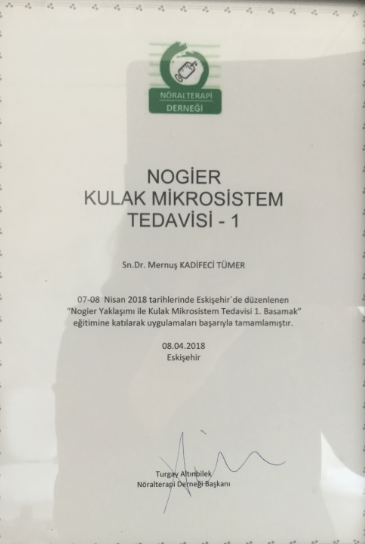 NÖRALTERAPİ
DERNEĞİ
NOGİER
KULAK MİKROSİSTEM
TEDAVİSİ - 1
Sn.Dr. Mernuş KADİFECİ TÜMER
07-08 Nisan 2018 tarihlerinde Eskişehir´de düzenlenen
"Nogier Yaklaşımı ile Kulak Mikrosistem Tedavisi 1. Basamak"
eğitimine katılarak uygulamaları başarıyla tamamlamıştır.
08.04.2018
Eskişehir
Turgay Altınbilek
Nöralterapi Derneği Başkanı